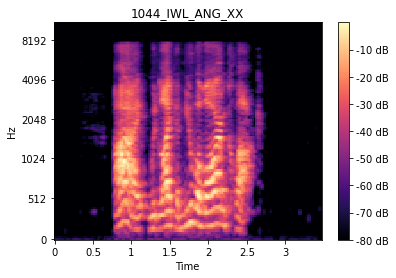 1044_IWL_ANG_XX
8192
4096
2048
1024
512
0
Hz
0 0.5 1 1.5 2 2.5 3
Time
-10 dB
-20 dB
-30 dB
-40 dB
-50 dB
-60 dB
-70 dB
-80 dB